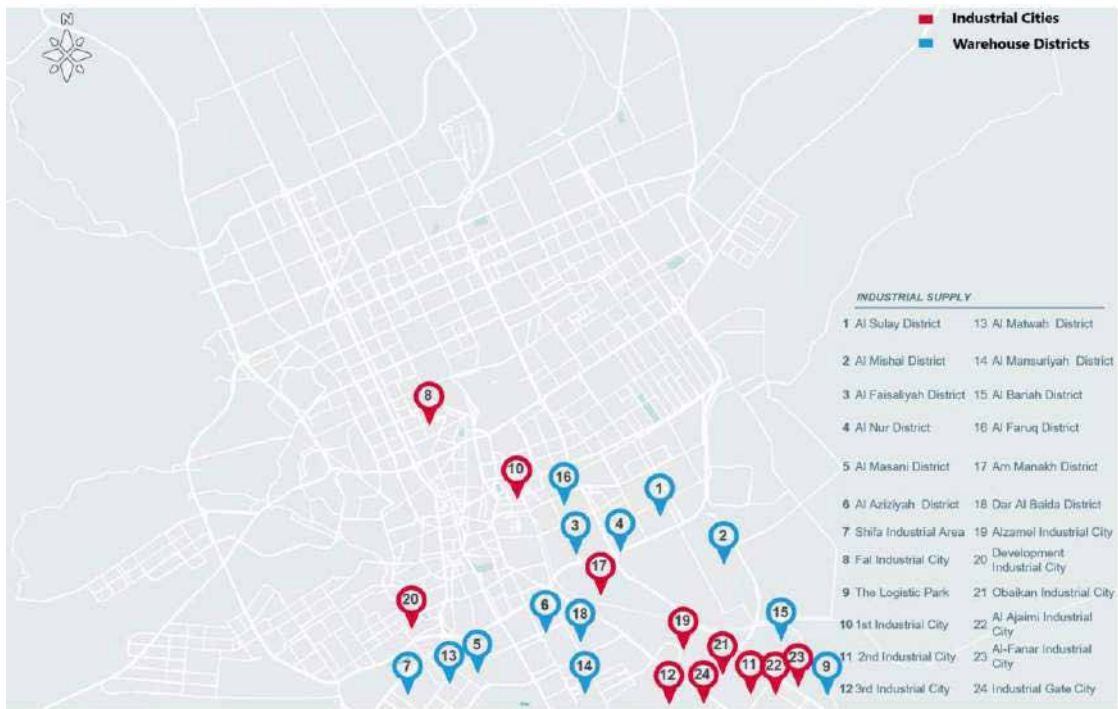 N
Industrial Cities
Warehouse Districts
8
10
16
1
3
4
2
17
20
6
18
15
19
5
21
13
7
14
11
22
23
9
12
24
INDUSTRIAL SUPPLY
1 Al Sulay District
13 Al Matwah District
2 Al Mishal District
14 Al Mansuriyah District
3 Al Faisaliyah District
15 Al Bariah District
4 Al Nur District
16 Al Faruq District
5 Al Masani District
17 Am Manakh District
6 Al Aziziyah District
18 Dar Al Baida District
7 Shifa Industrial Area
19 Alzamel Industrial City
8 Fal Industrial City
20 Development
Industrial City
9 The Logistic Park
21 Obaikan Industrial City
10 1st Industrial City
22 Al Ajaimi Industrial
City
11 2nd Industrial City
23 Al-Fanar Industrial
City
12 3rd Industrial City
24 Industrial Gate City